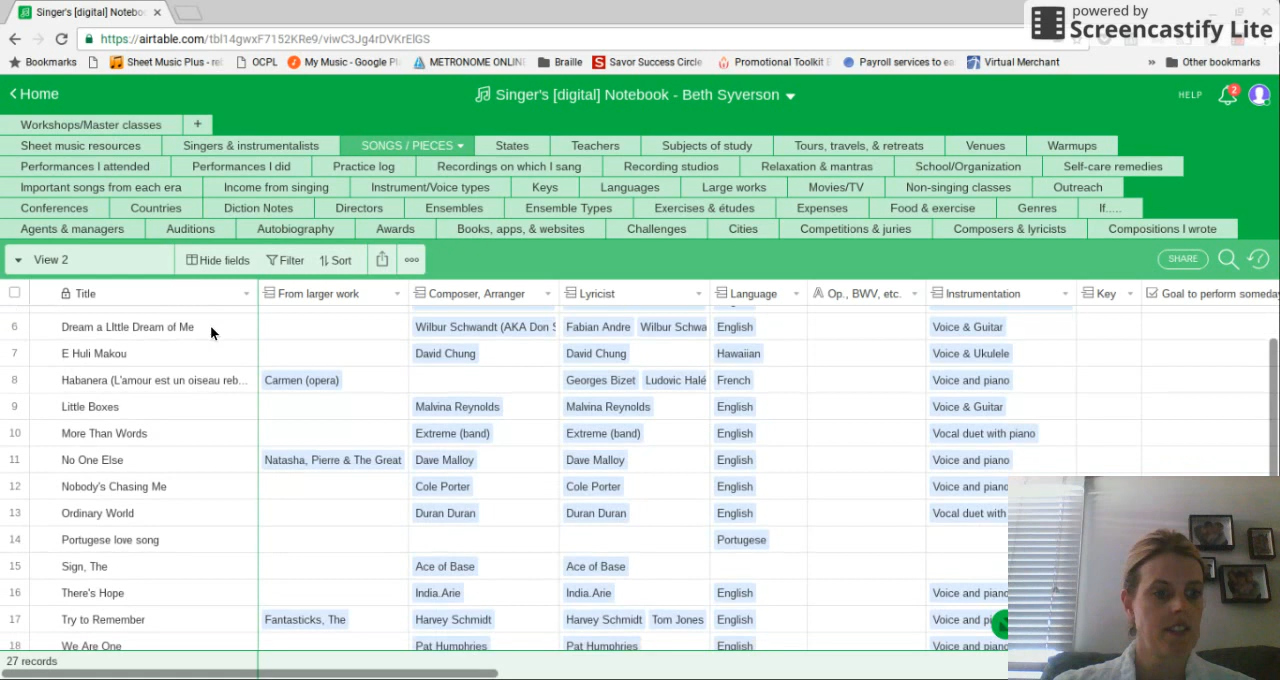 Singer's [digital] Notebo
powered by
Screencastify Lite
https://airtable.com/tbl14gwxF7152KRe9/viwC3Jg4rDVKrElGS
Bookmarks Sheet Music Plus - re OCPL My Music - Google Pl METRONOME ONLINE Braille Savor Success Circle Promotional Toolkit Payroll services to ea Virtual Merchant » Other bookmarks
Home Singer's [digital] Notebook - Beth Syverson HELP 2
Workshops/Master classes +
Sheet music resources Singers & instrumentalists SONGS / PIECES States Teachers Subjects of study Tours, travels, & retreats Venues Warmups
Performances I attended Performances I did Practice log Recordings on which I sang Recording studios Relaxation & mantras School/Organization Self-care remedies
Important songs from each era Income from singing Instrument/Voice types Keys Languages Large works Movies/TV Non-singing classes Outreach
Conferences Countries Diction Notes Directors Ensembles Ensemble Types Exercises & études Expenses Food & exercise Genres If.....
Agents & managers Auditions Autobiography Awards Books, apps, & websites Challenges Cities Competitions & juries Composers & lyricists Compositions I wrote
View 2 Hide fields Filter Sort SHARE
Title From larger work Composer, Arranger Lyricist Language Op., BWV, etc. Instrumentation Key Goal to perform someday
6 Dream a LIttle Dream of Me Wilbur Schwandt (AKA Don S Fabian Andre Wilbur Schwa English Voice & Guitar
7 E Huli Makou David Chung David Chung Hawaiian Voice & Ukulele
8 Habanera (L'amour est un oiseau reb... Carmen (opera) Georges Bizet Ludovic Halé French Voice and piano
9 Little Boxes Malvina Reynolds Malvina Reynolds English Voice & Guitar
10 More Than Words Extreme (band) Extreme (band) English Vocal duet with piano
11 No One Else Natasha, Pierre & The Great Dave Malloy Dave Malloy English Voice and piano
12 Nobody's Chasing Me Cole Porter Cole Porter English Voice and piano
13 Ordinary World Duran Duran Duran Duran English Vocal duet with
14 Portugese love song Portugese
15 Sign, The Ace of Base Ace of Base
16 There's Hope India.Arie India.Arie English Voice and piano
17 Try to Remember Fantasticks, The Harvey Schmidt Harvey Schmidt Tom Jones English Voice and pi
18 We Are One Pat Humphries Pat Humphries English Voice and piano
27 records